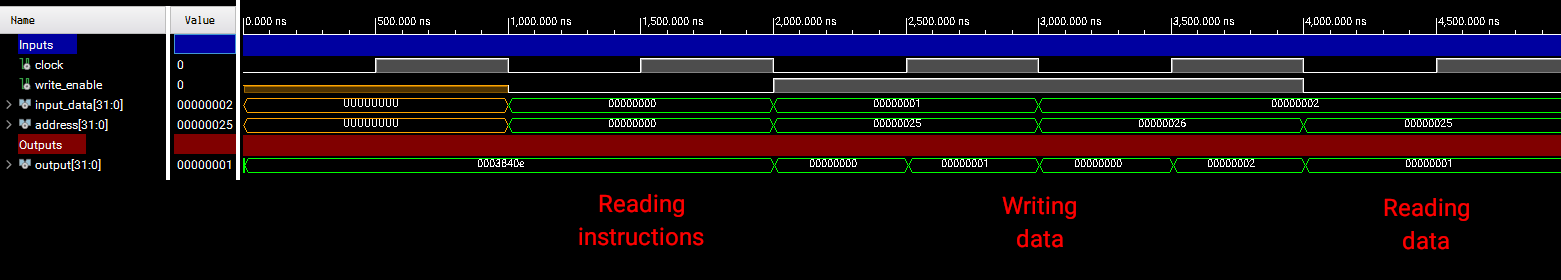 Name Value 0.000 ns 500.000 ns 1,000.000 ns 1,500.000 ns 2,000.000 ns 2,500.000 ns 3,000.000 ns 3,500.000 ns 4,000.000 ns 4,500.000 ns
Inputs
clock 0
write_enable 0
input_data[31:0] 00000002 00000000 00000000 00000001 00000002
address[31:0] 00000025 00000000 00000000 00000025 00000026 00000025
Outputs
output[31:0] 00000001 0003840e 00000000 00000001 00000000 00000002 00000001
Reading Writing Reading
instructions data data